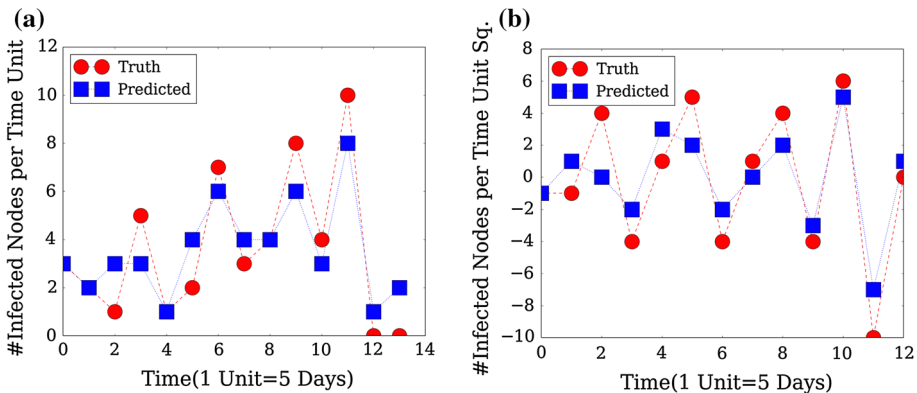 (a)
#Infected Nodes per Time Unit
12
10
8
6
4
2
0
Truth
Predicted
0 2 4 6 8 10 12 14
Time(1 Unit=5 Days)
(b)
#Infected Nodes per Time Unit Sq.
8
6
4
2
0
−2
−4
−6
−8
−10
Truth
Predicted
0 2 4 6 8 10 12
Time(1 Unit=5 Days)